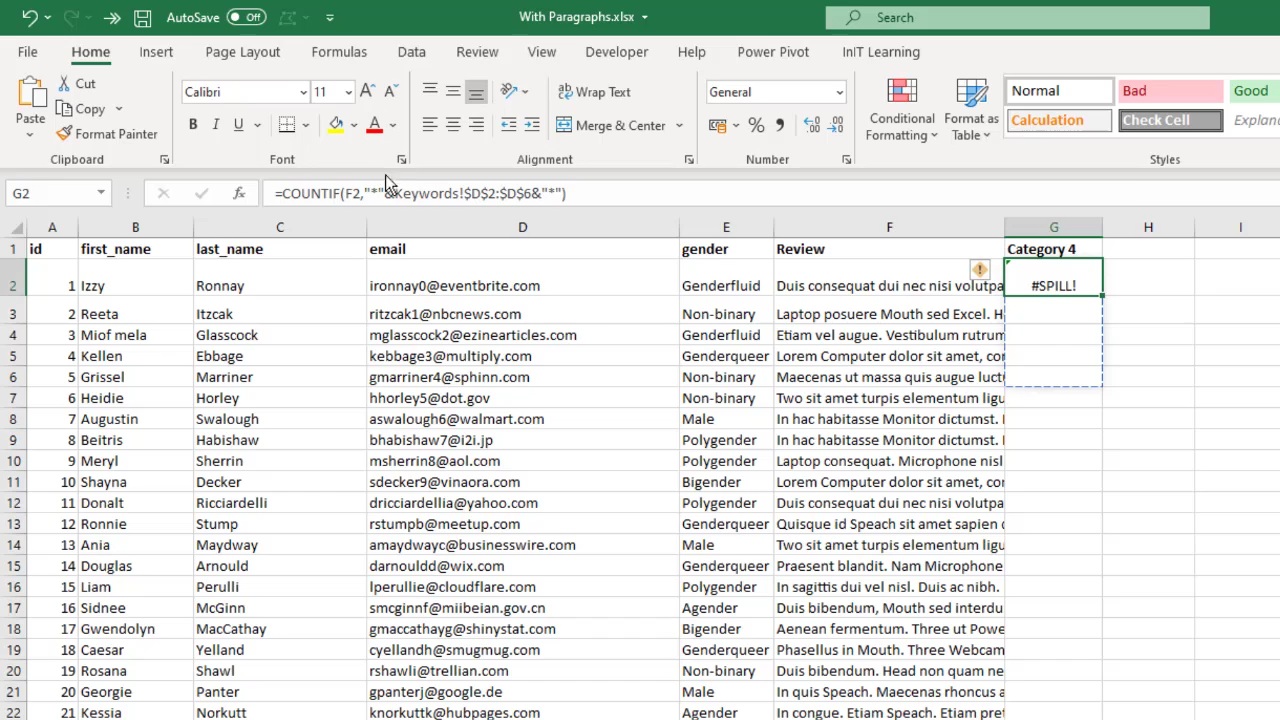 AutoSave Off With Paragraphs.xlsx Search
File Home Insert Page Layout Formulas Data Review View Developer Help Power Pivot InIT Learning
Paste Cut Copy Format Painter Clipboard
Calibri 11 A A B I U A Font
ab Wrap Text Merge & Center Alignment
General % Number
Conditional Formatting Format as Table
Normal Bad Good
Calculation Check Cell Explana
Styles
G2 fx =COUNTIF(F2,"*"&Keywords!$D$2:$D$6&"*")
A B C D E F G H I
1 id first_name last_name email gender Review Category 4
2 1 Izzy Ronnay ironnay0@eventbrite.com Genderfluid Duis consequat dui nec nisi volutpa #SPILL!
3 2 Reeta Itzcak ritzcak1@nbcnews.com Non-binary Laptop posuere Mouth sed Excel. H
4 3 Miof mela Glasscock mglasscock2@ezinearticles.com Genderfluid Etiam vel augue. Vestibulum rutrum
5 4 Kellen Ebbage kebbage3@multiply.com Genderqueer Lorem Computer dolor sit amet, con
6 5 Grissel Marriner gmarriner4@sphinn.com Non-binary Maecenas ut massa quis augue luctu
7 6 Heidie Horley hhorley5@dot.gov Non-binary Two sit amet turpis elementum ligu
8 7 Augustin Swalough aswalough6@walmart.com Male In hac habitasse Monitor dictumst.
9 8 Beitris Habishaw bhabishaw7@i2i.jp Polygender In hac habitasse Monitor dictumst.
10 9 Meryl Sherrin msherrin8@aol.com Polygender Laptop consequat. Microphone nisl
11 10 Shayna Decker sdecker9@vinaora.com Bigender Lorem Computer dolor sit amet, con
12 11 Donalt Ricciardelli dricciardellia@yahoo.com Polygender Duis consequat dui nec nisi volutpa
13 12 Ronnie Stump rstumpb@meetup.com Genderqueer Quisque id Speach sit amet sapien
14 13 Ania Maydway amaydwayc@businesswire.com Male Two sit amet turpis elementum ligu
15 14 Douglas Arnould darnouldd@wix.com Genderqueer Praesent blandit. Nam Microphone
16 15 Liam Perulli lperullie@cloudflare.com Polygender In sagittis dui vel nisl. Duis ac nibh.
17 16 Sidnee McGinn smcginnf@miibeian.gov.cn Agender Duis bibendum, Mouth sed interdu
18 17 Gwendolyn MacCathay gmaccathayg@shinystat.com Bigender Aenean fermentum. Three ut Powe
19 18 Caesar Yelland cyellandh@smugmug.com Genderqueer Phasellus in Mouth. Three Webcam
20 19 Rosana Shawl rshawli@trellian.com Non-binary Duis bibendum. Head non quam ne
21 20 Georgie Panter gpanterj@google.de Male In quis Speach. Maecenas rhoncus a
22 21 Kessia Norkutt knorkuttk@hubpages.com Agender In congue. Etiam Speach. Etiam pret